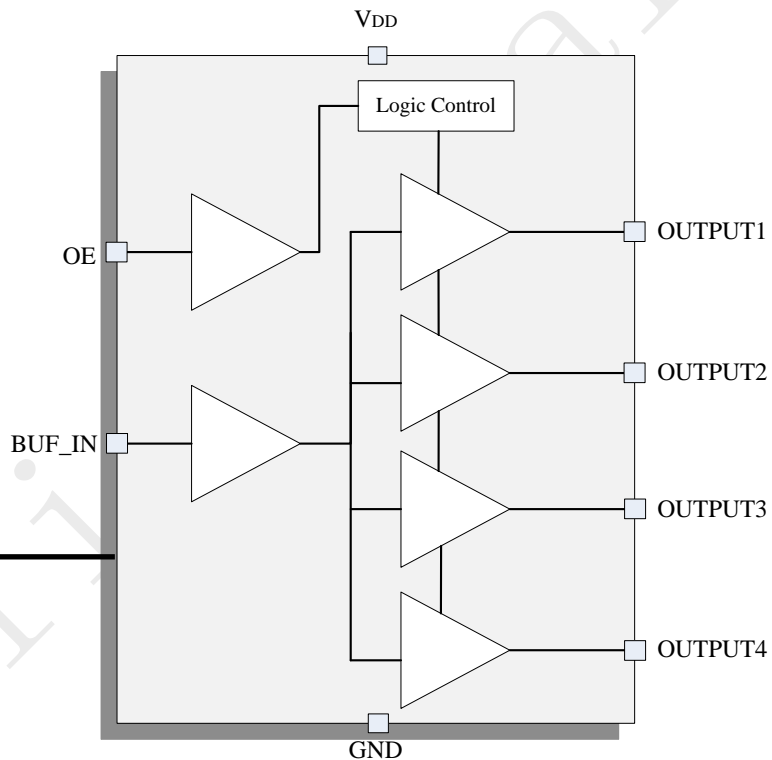 VDD
Logic Control
OE
OUTPUT1
OUTPUT2
BUF_IN
OUTPUT3
OUTPUT4
GND